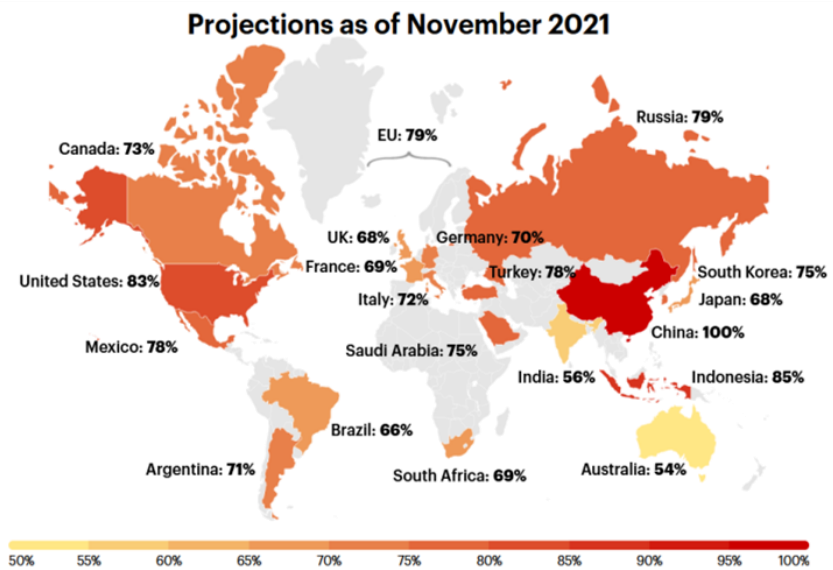 Projections as of November 2021
Russia: 79%
EU: 79%
Canada: 73%
UK: 68%
Germany: 70%
France: 69%
Turkey: 78%
South Korea: 75%
United States: 83%
Italy: 72%
Japan: 68%
China: 100%
Mexico: 78%
Saudi Arabia: 75%
India: 56%
Indonesia: 85%
Brazil: 66%
Argentina: 71%
South Africa: 69%
Australia: 54%
50% 55% 60% 65% 70% 75% 80% 85% 90% 95% 100%